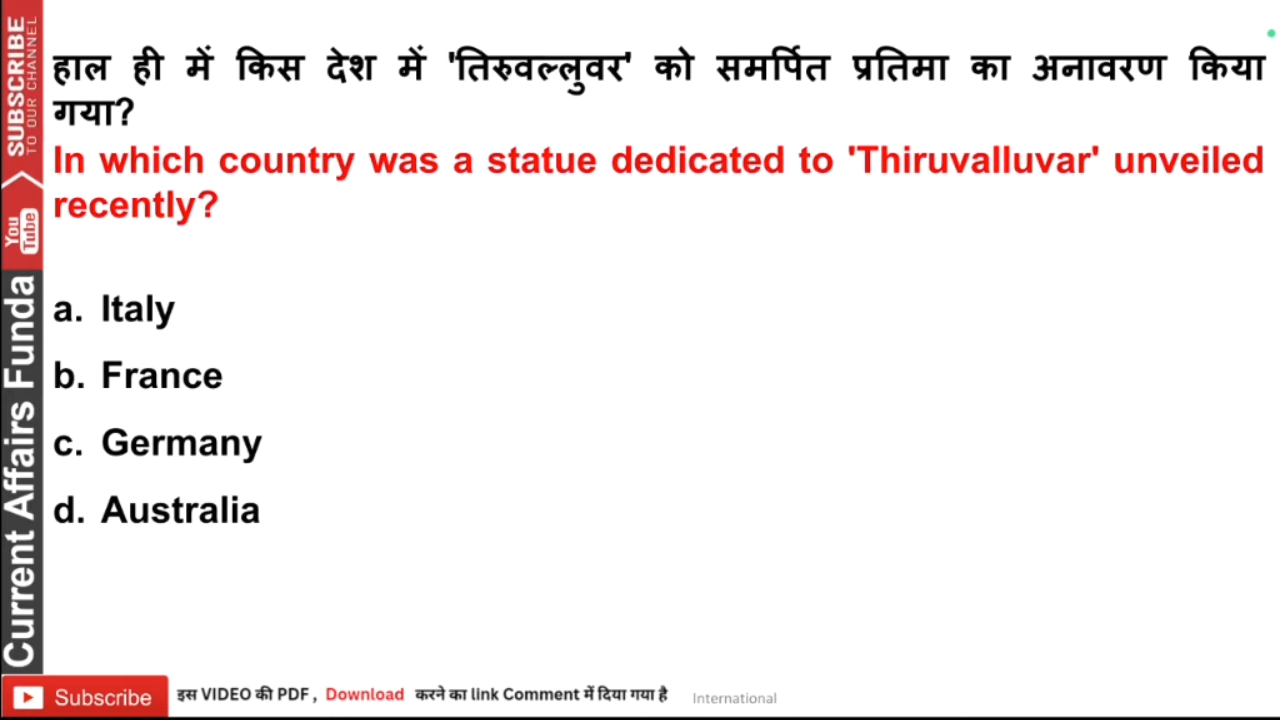 हाल ही में किस देश में 'तिरुवल्लुवर' को समर्पित प्रतिमा का अनावरण किया
गया?
In which country was a statue dedicated to 'Thiruvalluvar' unveiled
recently?
a. Italy
b. France
c. Germany
d. Australia
SUBSCRIBE
TO OUR CHANNEL
You
Tube
Current Affairs Funda
Subscribe
इस VIDEO की PDF , Download करने का link Comment में दिया गया है
International